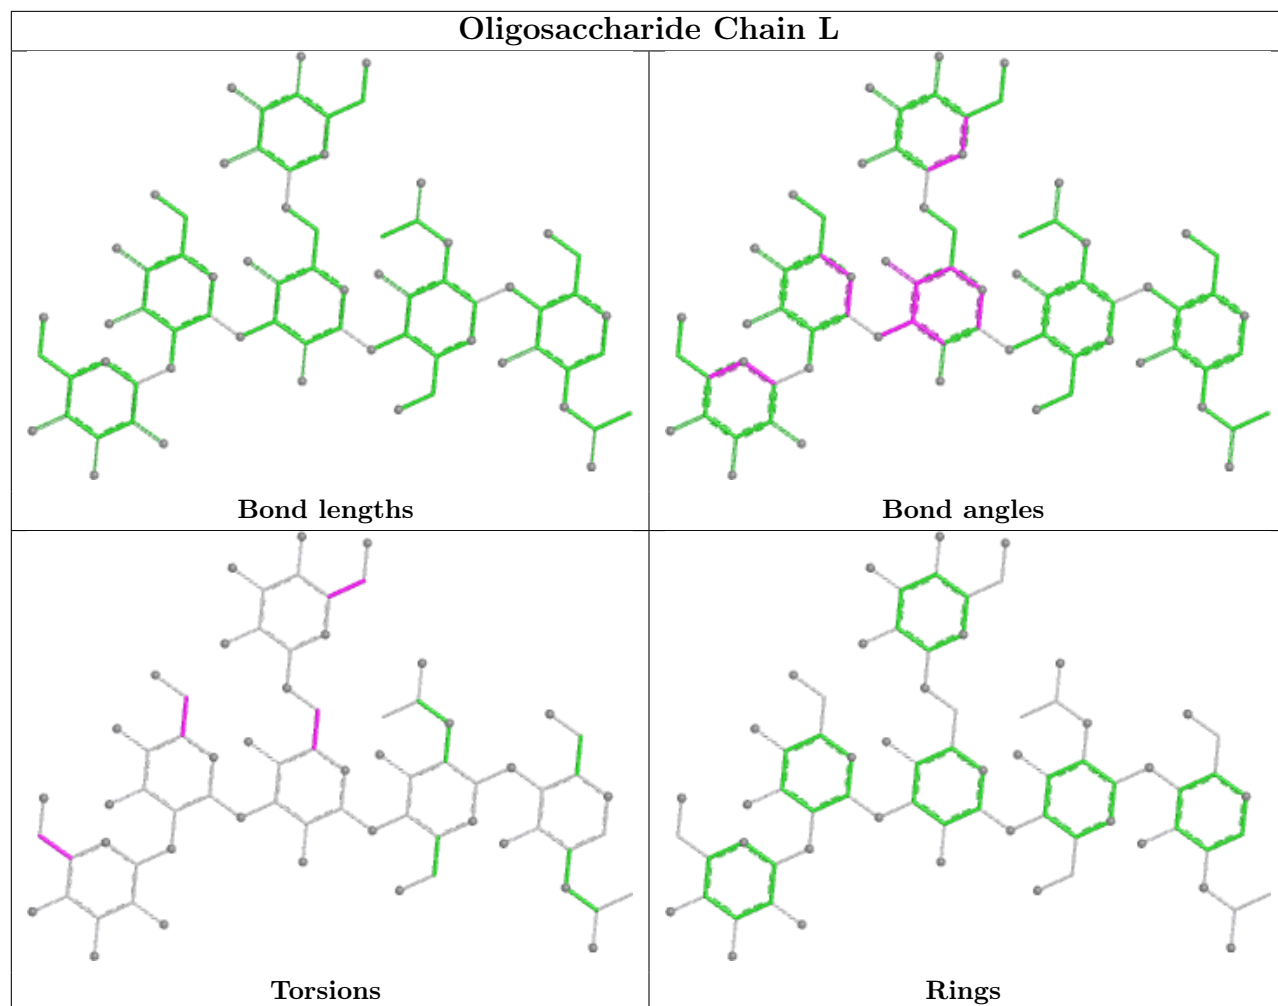 Oligosaccharide Chain L
Bond lengths
Bond angles
Torsions
Rings